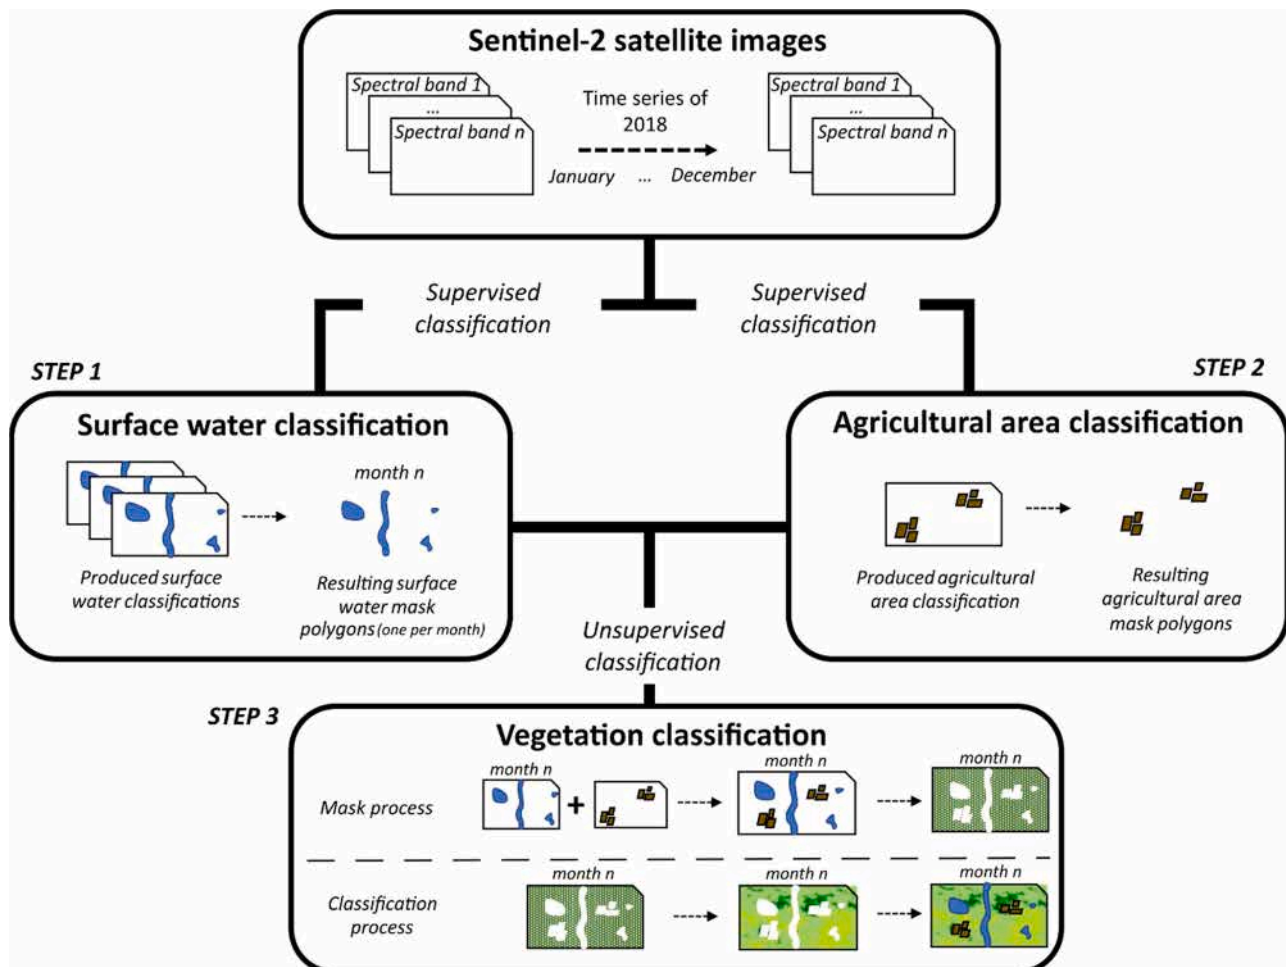 Sentinel-2 satellite images
Spectral band 1
...
Spectral band n
Time series of
2018
January ... December
Spectral band 1
...
Spectral band n
Supervised
classification
Supervised
classification
STEP 1
STEP 2
Surface water classification
month n
Produced surface
water classifications
Resulting surface
water mask
polygons (one per month)
Agricultural area classification
Produced agricultural
area classification
Resulting
agricultural area
mask polygons
Unsupervised
classification
STEP 3
Vegetation classification
Mask process
month n
+
month n
month n
Classification
process
month n
month n
month n